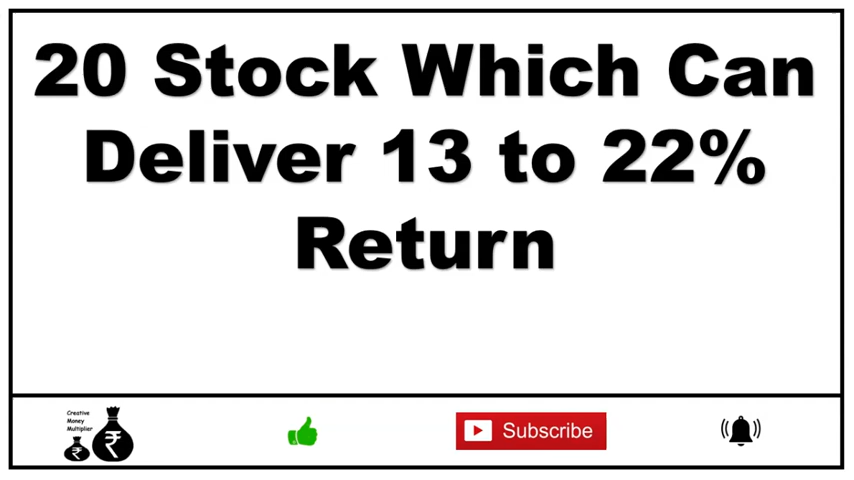 20 Stock Which Can
Deliver 13 to 22%
Return
Creative
Money
Multiplier
₹
₹
Subscribe